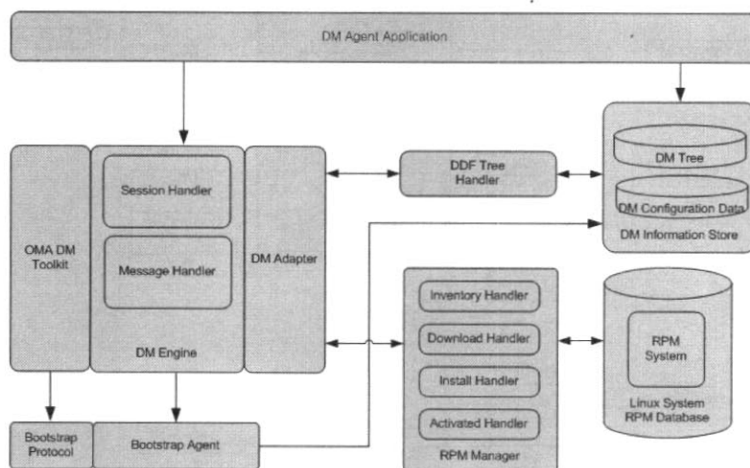 DM Agent Application
OMA DM
Toolkit
Session Handler
Message Handler
DM Engine
DM Adapter
DDF Tree
Handler
DM Tree
DM Configuration Data
DM Information Store
Inventory Handler
Download Handler
Install Handler
Activated Handler
RPM Manager
RPM
System
Linux System
RPM Database
Bootstrap
Protocol
Bootstrap Agent